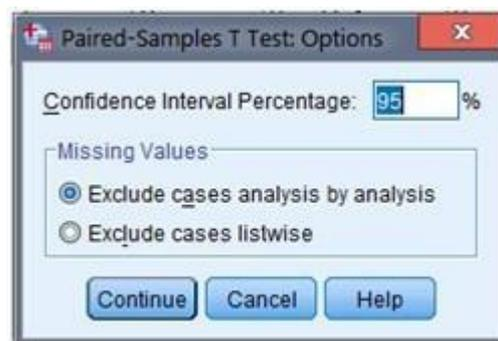 Paired-Samples T Test: Options
Confidence Interval Percentage: 95 %
Missing Values
Exclude cases analysis by analysis
Exclude cases listwise
Continue Cancel Help